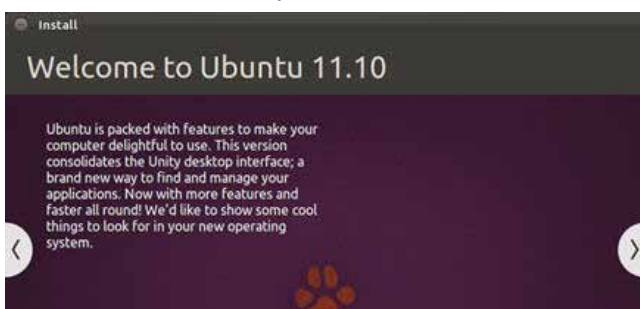 Install
Welcome to Ubuntu 11.10
Ubuntu is packed with features to make your
computer delightful to use. This version
consolidates the Unity desktop interface; a
brand new way to find and manage your
applications. Now with more features and
faster all round! We'd like to show some cool
things to look for in your new operating
system.